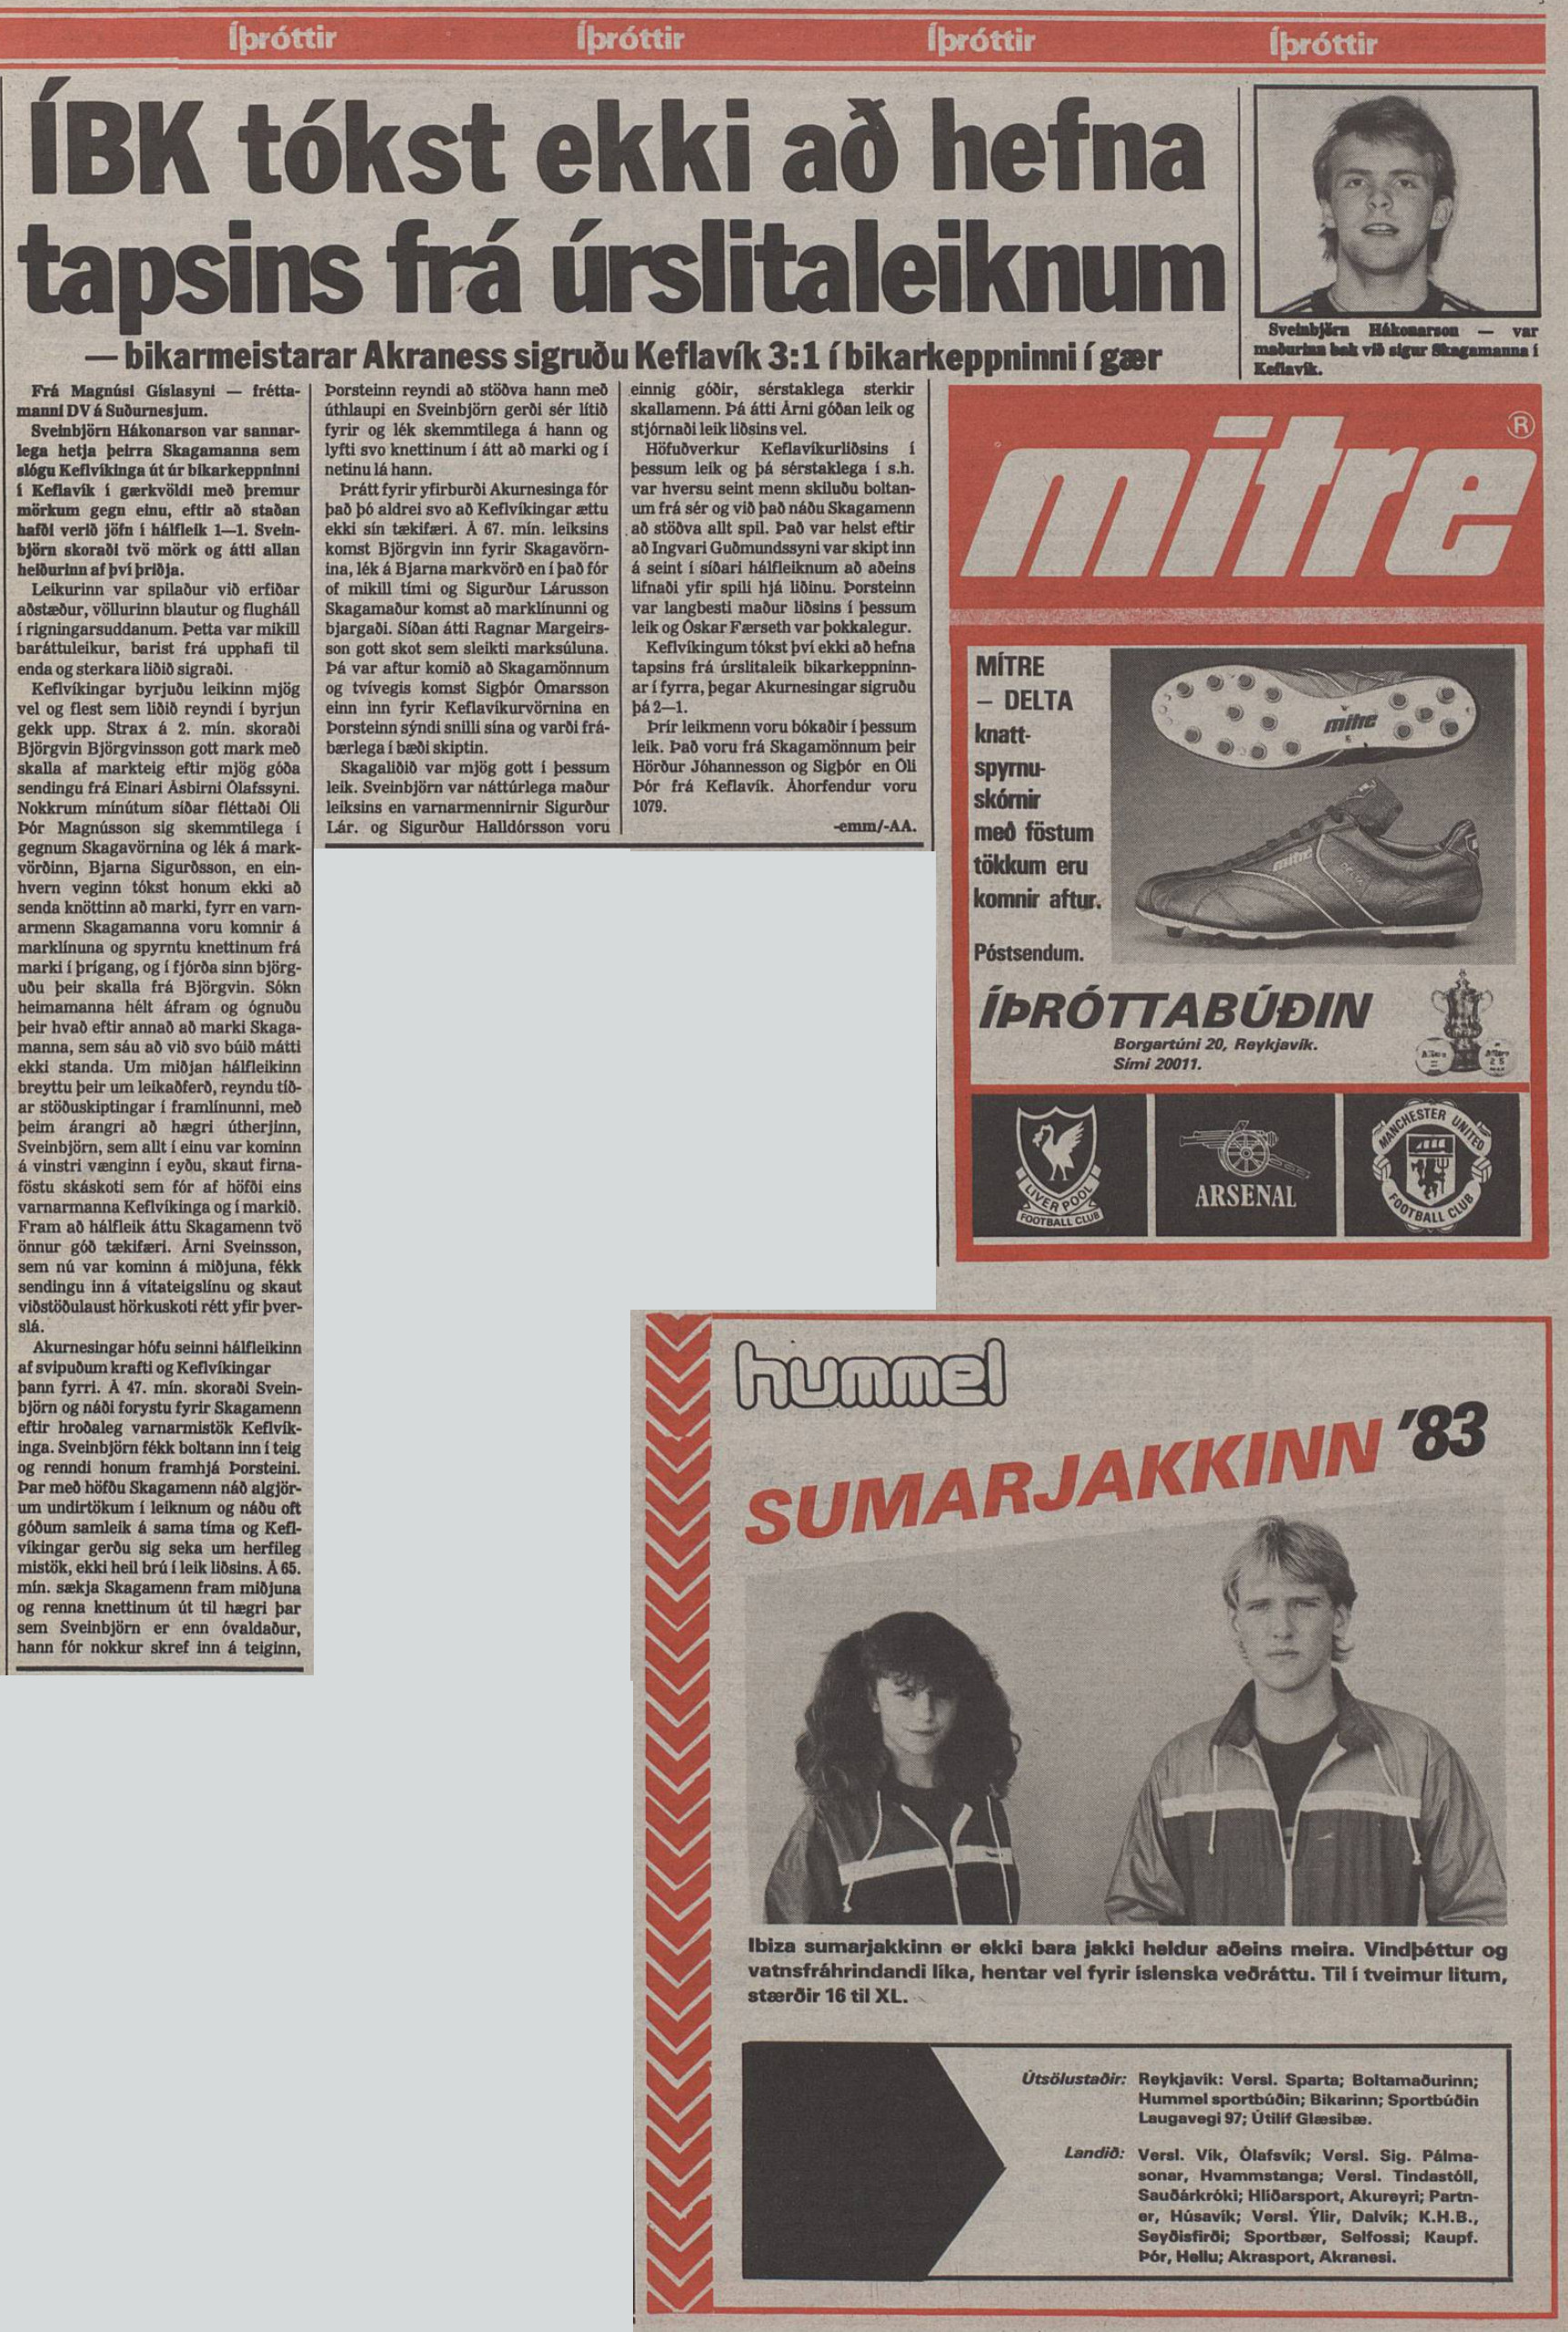 Íþróttir Íþróttir Íþróttir Íþróttir
ÍBK tókst ekki að hefna
tapsins frá úrslitaleiknum
— bikarmeistarar Akraness sigruðu Keflavík 3:1 í bikarkeppninni í gær
Sveinbjörn Hákonarson — var
maðurinn bak við sigur Skagamanna í
Keflavík.
Frá Magnúsi Gíslasyni — frétta-
manni DV á Suðurnesjum.
Sveinbjörn Hákonarson var sannar-
lega hetja þeirra Skagamanna sem
slógu Keflvíkinga út úr bikarkeppninni
í Keflavík í gærkvöldi með þremur
mörkum gegn einu, eftir að staðan
hafði verið jöfn í hálfleik 1—1. Svein-
björn skoraði tvö mörk og átti allan
heiðurinn af því þriðja.
Leikurinn var spilaður við erfiðar
aðstæður, völlurinn blautur og flugháll
í rigningarsuddanum. Þetta var mikill
baráttuleikur, barist frá upphafi til
enda og sterkara liðið sigraði.
Keflvíkingar byrjuðu leikinn mjög
vel og flest sem liðið reyndi í byrjun
gekk upp. Strax á 2. mín. skoraði
Björgvin Björgvinsson gott mark með
skalla af markteig eftir mjög góða
sendingu frá Einari Ásbirni Ólafssyni.
Nokkrum mínútum síðar fléttaði Óli
Þór Magnússon sig skemmtilega í
gegnum Skagavörnina og lék á mark-
vörðinn, Bjarna Sigurðsson, en ein-
hvern veginn tókst honum ekki að
senda knöttinn að marki, fyrr en varn-
armenn Skagamanna voru komnir á
marklínuna og spyrntu knettinum frá
marki í þrígang, og í fjórða sinn björg-
uðu þeir skalla frá Björgvin. Sókn
heimamanna hélt áfram og ógnuðu
þeir hvað eftir annað að marki Skaga-
manna, sem sáu að við svo búið mátti
ekki standa. Um miðjan hálfleikinn
breyttu þeir um leikaðferð, reyndu tíð-
ar stöðuskiptingar í framlínunni, með
þeim árangri að hægri útherjinn,
Sveinbjörn, sem allt í einu var kominn
á vinstri vænginn í eyðu, skaut firna-
föstu skáskoti sem fór af höfði eins
varnarmanna Keflvíkinga og í markið.
Fram að hálfleik áttu Skagamenn tvö
önnur góð tækifæri. Árni Sveinsson,
sem nú var kominn á miðjuna, fékk
sendingu inn á vítateigslínu og skaut
viðstöðulaust hörkuskoti rétt yfir þver-
slá.
Akurnesingar hófu seinni hálfleikinn
af svipuðum krafti og Keflvíkingar
þann fyrri. Á 47. mín. skoraði Svein-
björn og náði forystu fyrir Skagamenn
eftir hroðaleg varnarmistök Keflvík-
inga. Sveinbjörn fékk boltann inn í teig
og renndi honum framhjá Þorsteini.
Þar með höfðu Skagamenn náð algjör-
um undirtökum í leiknum og náðu oft
góðum samleik á sama tíma og Kefl-
víkingar gerðu sig seka um herfileg
mistök, ekki heil brú í leik liðsins. Á 65.
mín. sækja Skagamenn fram miðjuna
og renna knettinum út til hægri þar
sem Sveinbjörn er enn óvaldaður,
hann fór nokkur skref inn á teiginn,
Þorsteinn reyndi að stöðva hann með
úthlaupi en Sveinbjörn gerði sér lítið
fyrir og lék skemmtilega á hann og
lyfti svo knettinum í átt að marki og í
netinu lá hann.
Þrátt fyrir yfirburði Akurnesinga fór
það þó aldrei svo að Keflvíkingar ættu
ekki sín tækifæri. Á 67. mín. leiksins
komst Björgvin inn fyrir Skagavörn-
ina, lék á Bjarna markvörð en í það fór
of mikill tími og Sigurður Lárusson
Skagamaður komst að marklínunni og
bjargaði. Síðan átti Ragnar Margeirs-
son gott skot sem sleikti marksúluna.
Þá var aftur komið að Skagamönnum
og tvívegis komst Sigþór Ómarsson
einn inn fyrir Keflavíkurvörnina en
Þorsteinn sýndi snilli sína og varði frá-
bærlega í bæði skiptin.
Skagaliðið var mjög gott í þessum
leik. Sveinbjörn var náttúrlega maður
leiksins en varnarmennirnir Sigurður
Lár. og Sigurður Halldórsson voru
einnig góðir, sérstaklega sterkir
skallamenn. Þá átti Árni góðan leik og
stjórnaði leik liðsins vel.
Höfuðverkur Keflavíkurliðsins í
þessum leik og þá sérstaklega í s.h.
var hversu seint menn skiluðu boltan-
um frá sér og við það náðu Skagamenn
að stöðva allt spil. Það var helst eftir
að Ingvari Guðmundssyni var skipt inn
á seint í síðari hálfleiknum að aðeins
lifnaði yfir spili hjá liðinu. Þorsteinn
var langbesti maður liðsins í þessum
leik og Óskar Færseth var þokkalegur.
Keflvíkingum tókst því ekki að hefna
tapsins frá úrslitaleik bikarkeppninn-
ar í fyrra, þegar Akurnesingar sigruðu
þá 2—1.
Þrír leikmenn voru bókaðir í þessum
leik. Það voru frá Skagamönnum þeir
Hörður Jóhannesson og Sigþór en Óli
Þór frá Keflavík. Áhorfendur voru
1079.
-emm/-AA.
mitre ®
MÍTRE
– DELTA
knatt-
spyrnu-
skórnir
með föstum
tökkum eru
komnir aftur.
Póstsendum.
mitre
mitre
ÍÞRÓTTABÚÐIN
Borgartúni 20, Reykjavík.
Sími 20011.
LIVERPOOL
FOOTBALL CLUB
ARSENAL
MANCHESTER UNITED
FOOTBALL CLUB
hummel
SUMARJAKKINN '83
Ibiza sumarjakkinn er ekki bara jakki heldur aðeins meira. Vindþéttur og
vatnsfráhrindandi líka, hentar vel fyrir íslenska veðráttu. Til í tveimur litum,
stærðir 16 til XL.
Útsölustaðir: Reykjavík: Versl. Sparta; Boltamaðurinn;
Hummel sportbúðin; Bikarinn; Sportbúðin
Laugavegi 97; Útilíf Glæsibæ.
Landið: Versl. Vík, Ólafsvík; Versl. Sig. Pálma-
sonar, Hvammstanga; Versl. Tindastóll,
Sauðárkróki; Hlíðarsport, Akureyri; Partn-
er, Húsavík; Versl. Ýlir, Dalvík; K.H.B.,
Seyðisfirði; Sportbær, Selfossi; Kaupf.
Þór, Hellu; Akrasport, Akranesi.